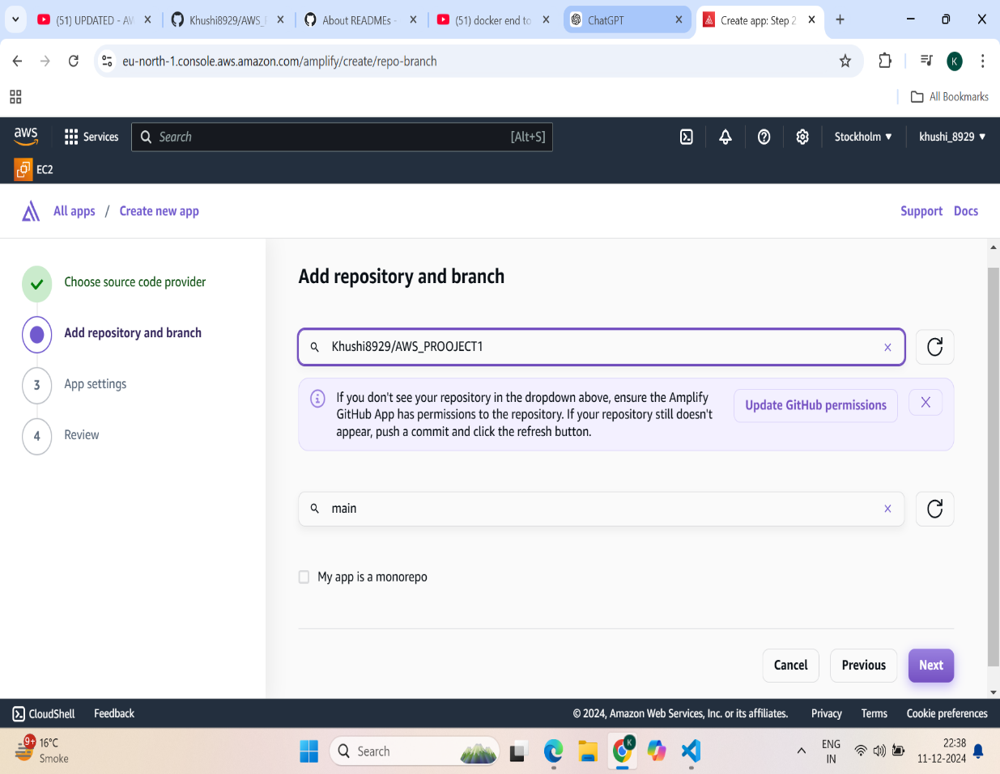 (51) UPDATED - AW
Khushi8929/AWS_P
About READMEs -
(51) docker end to
ChatGPT
Create app: Step 2
eu-north-1.console.aws.amazon.com/amplify/create/repo-branch
K
All Bookmarks
aws
Services
Search
[Alt+S]
Stockholm
khushi_8929
EC2
All apps / Create new app
Support Docs
Choose source code provider
Add repository and branch
3 App settings
4 Review
Add repository and branch
Khushi8929/AWS_PROOJECT1
If you don't see your repository in the dropdown above, ensure the Amplify
GitHub App has permissions to the repository. If your repository still doesn't
appear, push a commit and click the refresh button.
Update GitHub permissions
main
My app is a monorepo
Cancel Previous Next
CloudShell Feedback
© 2024, Amazon Web Services, Inc. or its affiliates. Privacy Terms Cookie preferences
9+
16°C
Smoke
Search
K
ENG
IN
22:38
11-12-2024